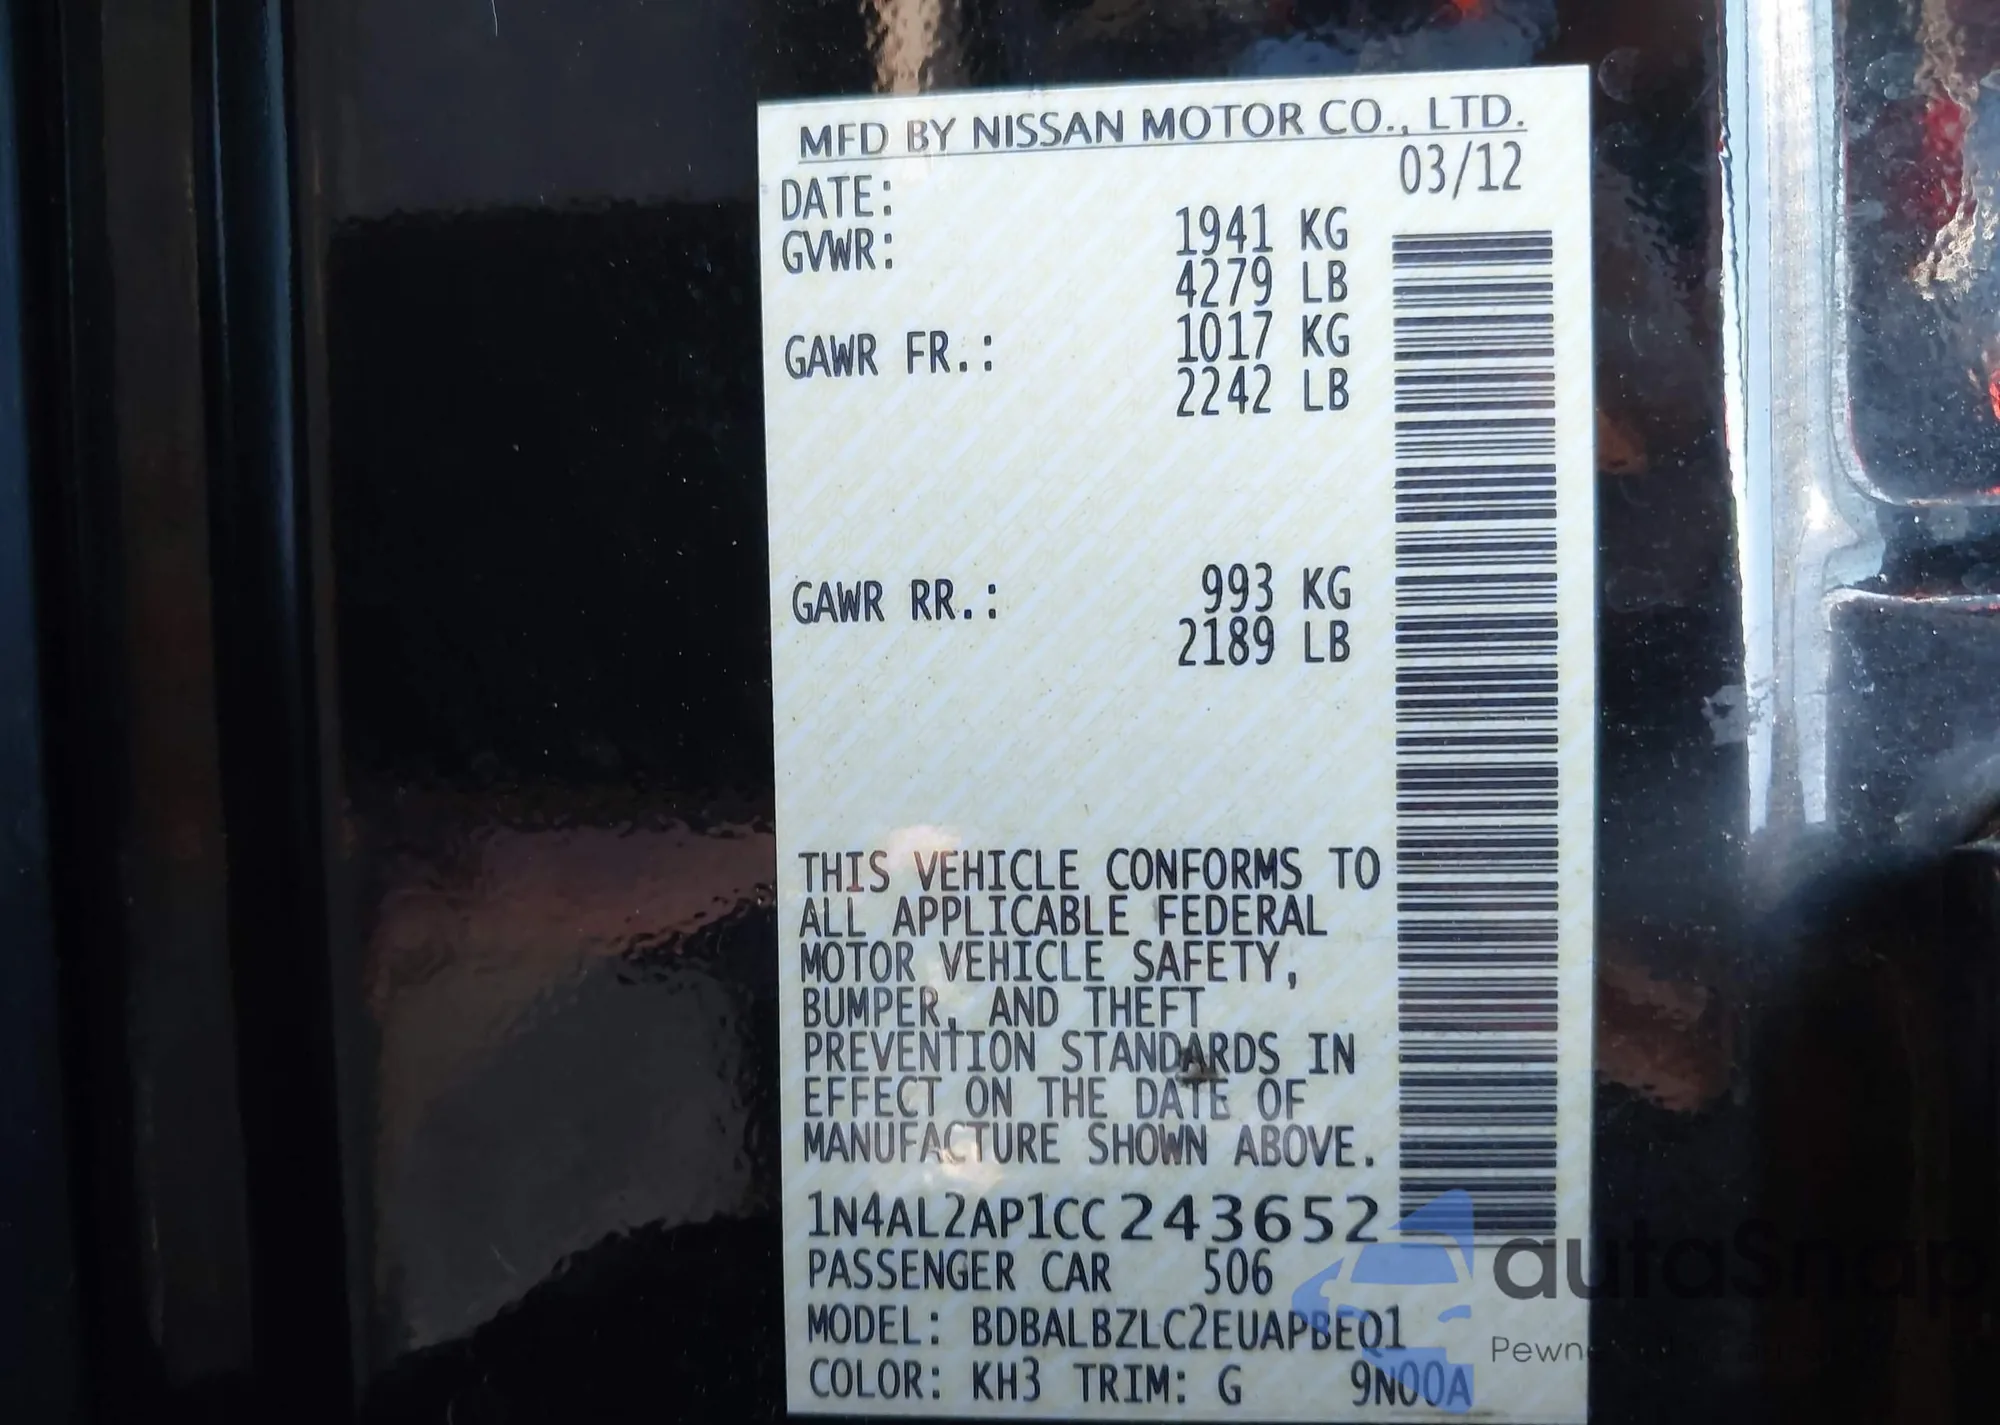 MFD BY NISSAN MOTOR CO., LTD.
DATE: 03/12
GVWR: 1941 KG
4279 LB
GAWR FR.: 1017 KG
2242 LB
GAWR RR.: 993 KG
2189 LB
THIS VEHICLE CONFORMS TO
ALL APPLICABLE FEDERAL
MOTOR VEHICLE SAFETY,
BUMPER, AND THEFT
PREVENTION STANDARDS IN
EFFECT ON THE DATE OF
MANUFACTURE SHOWN ABOVE.
1N4AL2AP1CC243652
PASSENGER CAR 506
MODEL: BDBALBZLC2EUAPBEQ1
COLOR: KH3 TRIM: G 9N00A
autaSnap